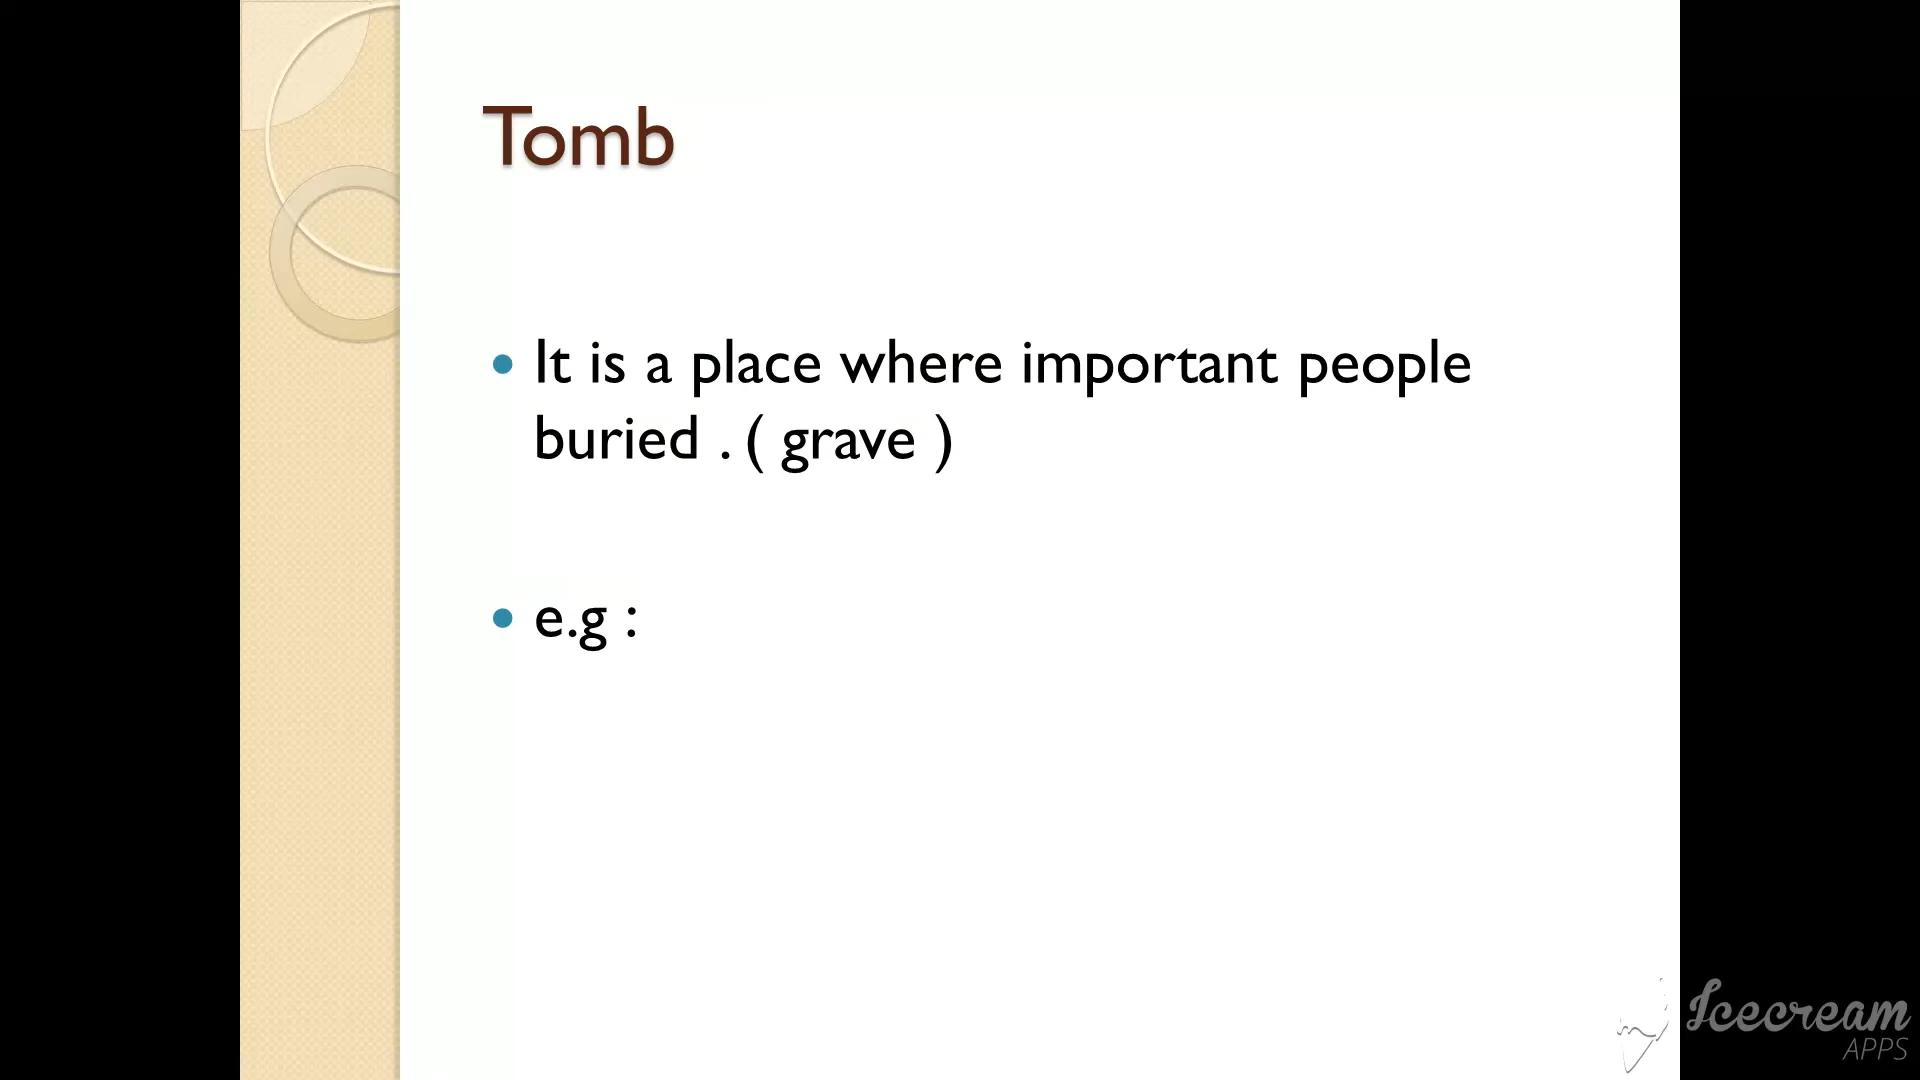 Tomb
• It is a place where important people
buried . ( grave )
• e.g :
Icecream
APPS